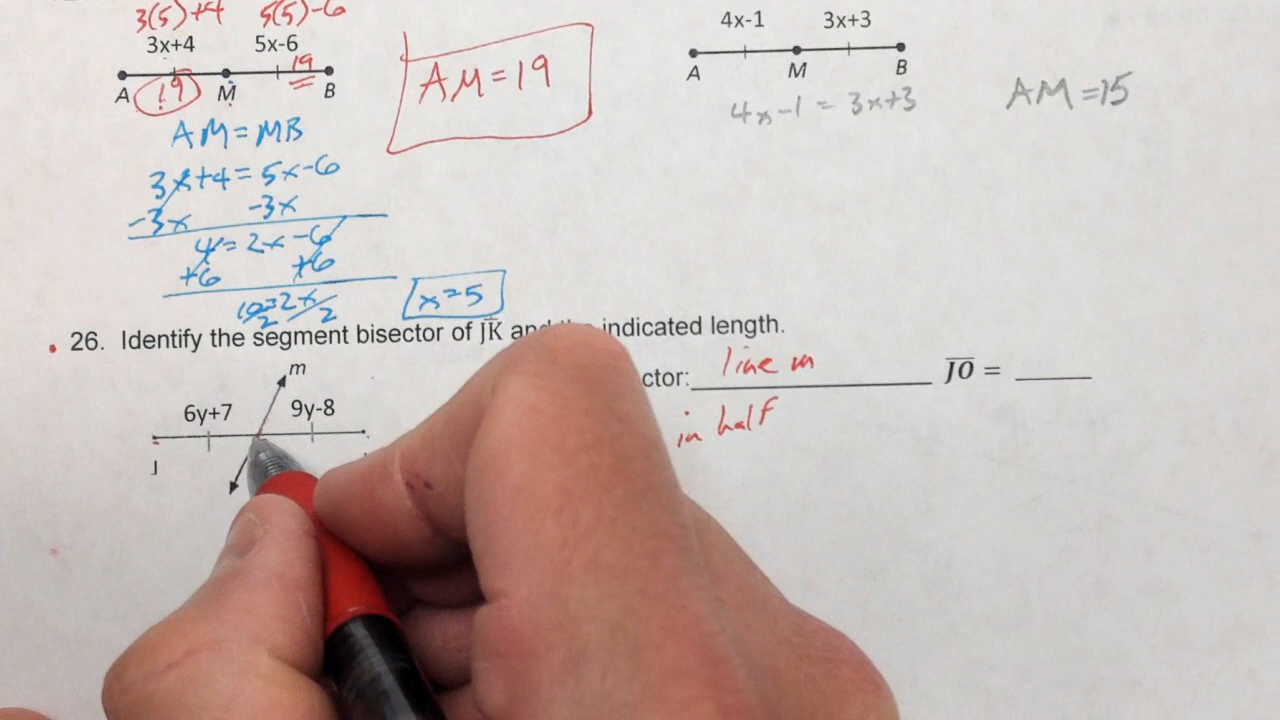 3(5)+4 5(5)-6
3x+4 5x-6
19 19
A M B
AM=19
AM=MB
3x+4=5x-6
-3x -3x
4=2x-6
+6 +6
10=2x
2 2
x=5
4x-1 3x+3
A M B
4x-1 = 3x+3
AM=15
26. Identify the segment bisector of JK and indicated length.
ctor: line m JO =
in half
m
6y+7 9y-8
J